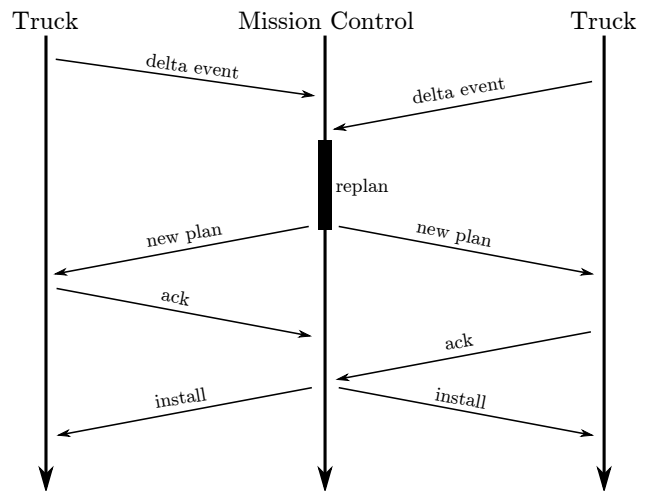 Truck
Mission Control
Truck
delta event
delta event
replan
new plan
new plan
ack
ack
install
install